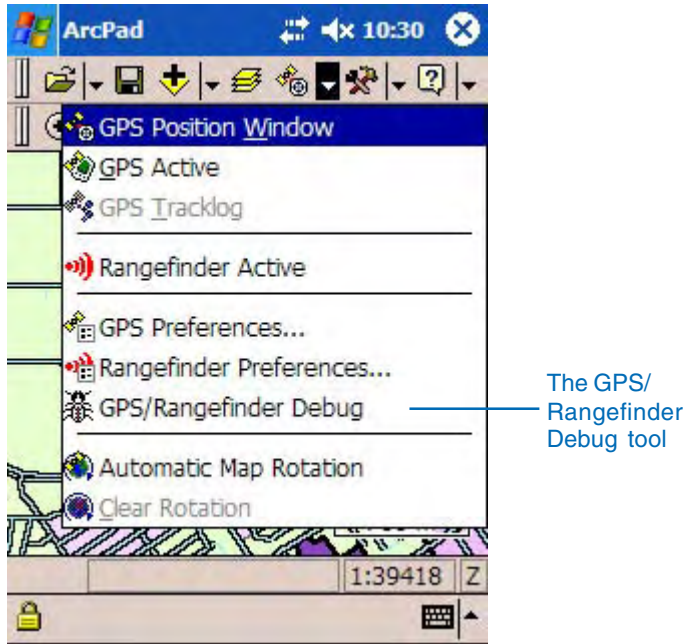 ArcPad 10:30
GPS Position Window
GPS Active
GPS Tracklog
Rangefinder Active
GPS Preferences...
Rangefinder Preferences...
GPS/Rangefinder Debug
The GPS/
Rangefinder
Debug tool
Automatic Map Rotation
Clear Rotation
1:39418 Z